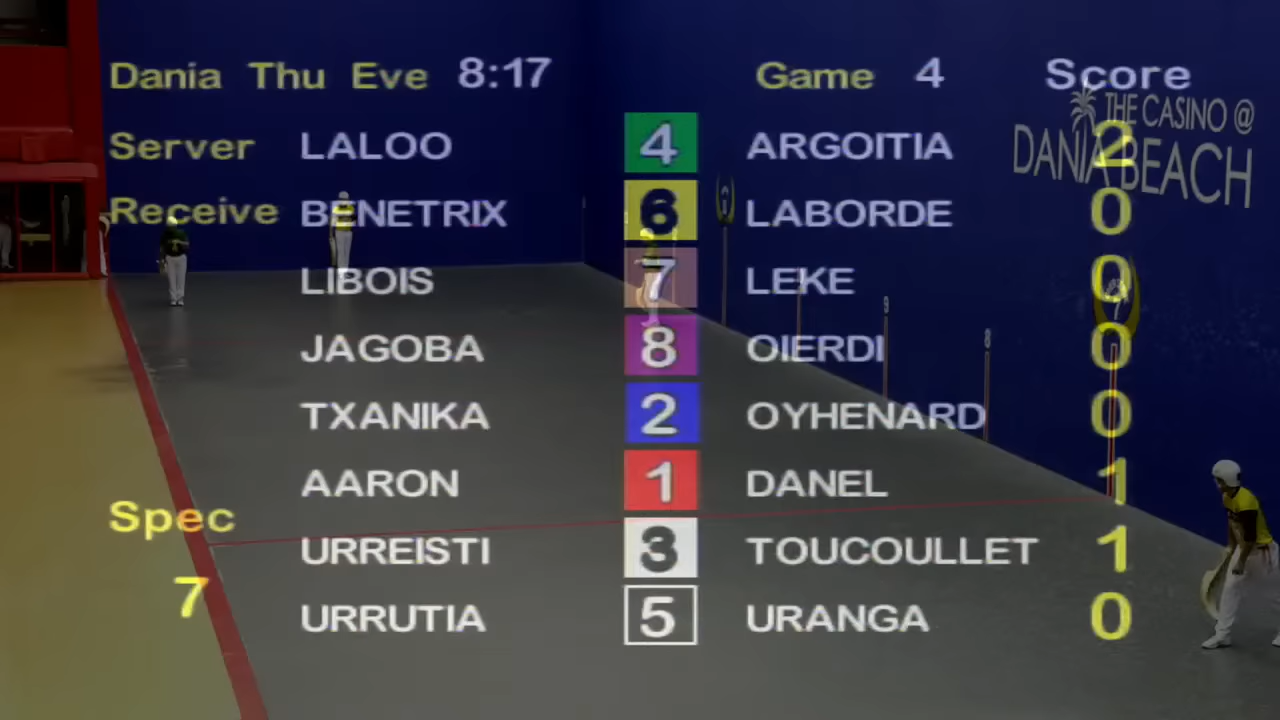 Dania Thu Eve 8:17 Game 4 Score
THE CASINO @
DANIA BEACH
Server LALOO 4 ARGOITIA 2
Receive BENETRIX 6 LABORDE 0
LIBOIS 7 LEKE 0
JAGOBA 8 OIERDI 0
TXANIKA 2 OYHENARD 0
AARON 1 DANEL 1
Spec
URREISTI 3 TOUCOULLET 1
7
URRUTIA 5 URANGA 0
9
8